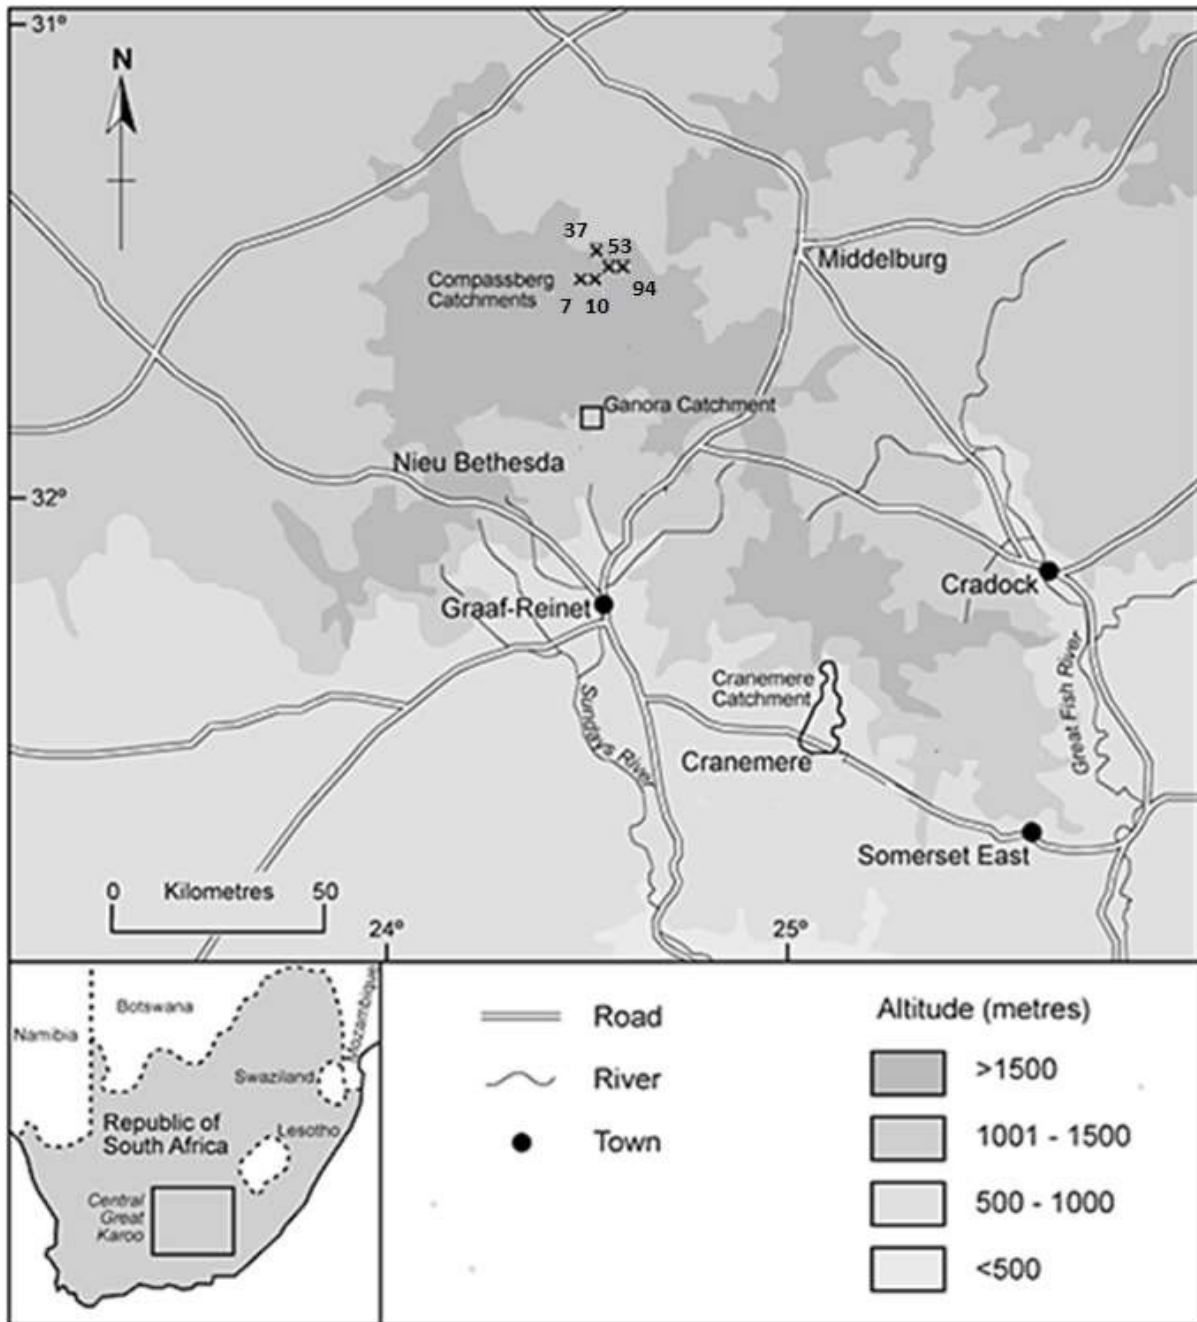 31°
N
37
53
Compassberg
Catchments
94
7 10
Middelburg
Ganora Catchment
Nieu Bethesda
32°
Cradock
Graaf-Reinet
Cranemere
Catchment
Sundays River
Great Fish River
Cranemere
Somerset East
0 Kilometres 50
24°
25°
Botswana
Namibia
Mozambique
Swaziland
Republic of
South Africa
Lesotho
Central
Great
Karoo
Road
River
Town
Altitude (metres)
>1500
1001 - 1500
500 - 1000
<500